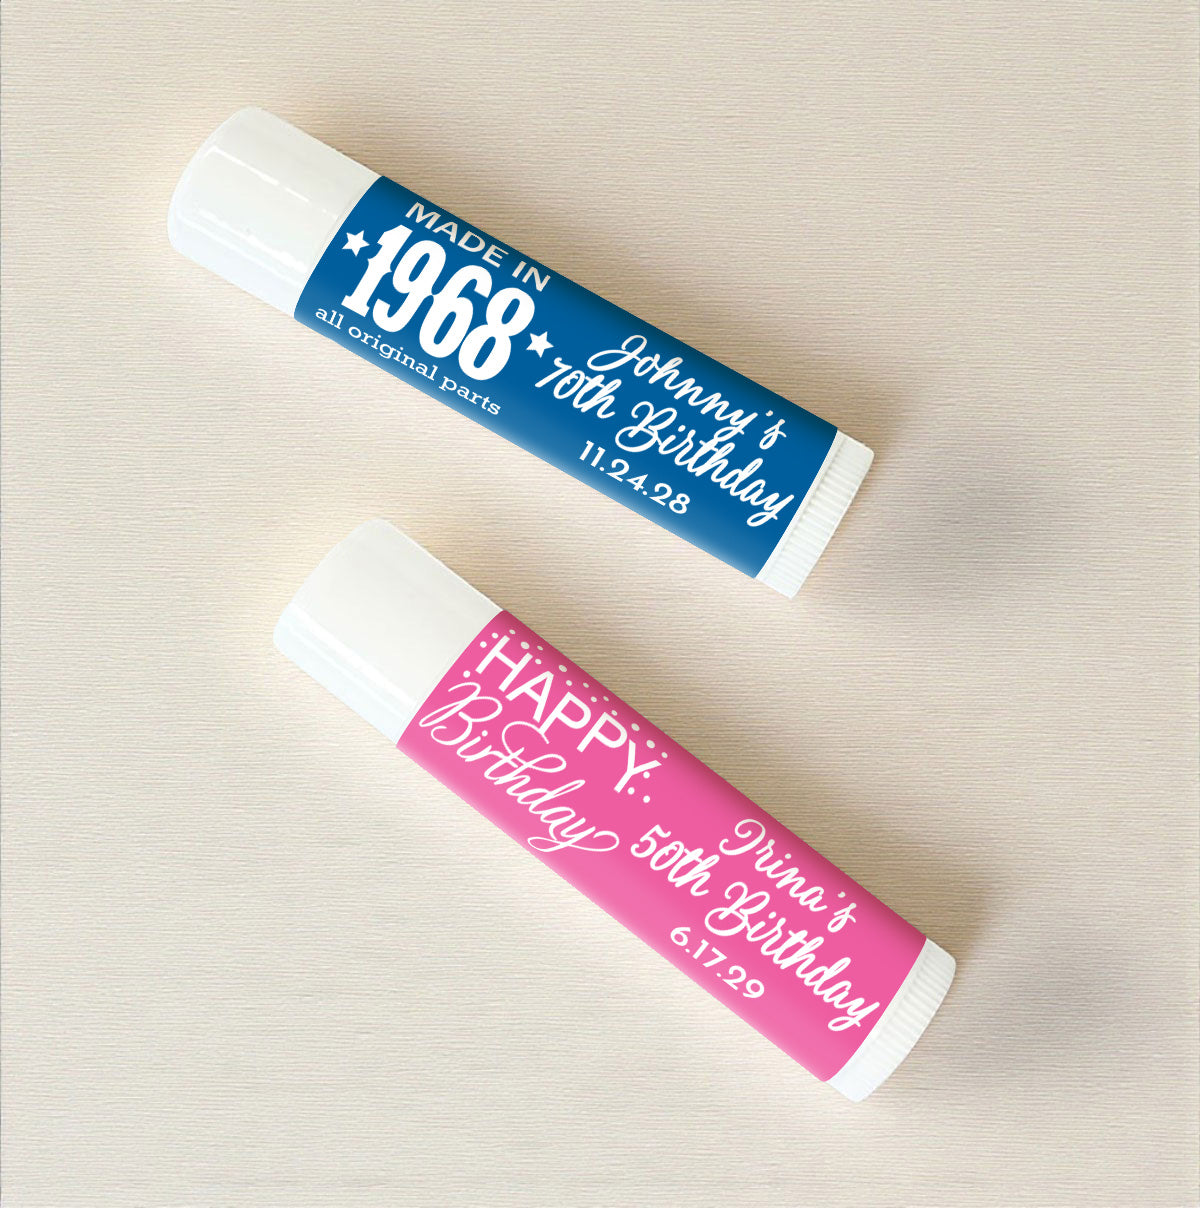 MADE IN
1968
all original parts
Johnny's
70th Birthday
11.24.28
HAPPY
Birthday
Irina's
50th Birthday
6.17.29